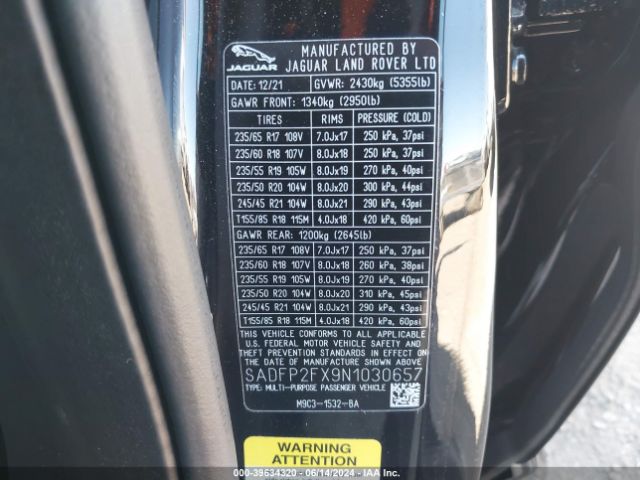 JAGUAR
MANUFACTURED BY
JAGUAR LAND ROVER LTD
DATE: 12/21 GVWR: 2430kg (5355lb)
GAWR FRONT: 1340kg (2950lb)
TIRES RIMS PRESSURE (COLD)
235/65 R17 108V 7.0Jx17 250 kPa, 37psi
235/60 R18 107V 8.0Jx18 250 kPa, 37psi
235/55 R19 105W 8.0Jx19 270 kPa, 40psi
235/50 R20 104W 8.0Jx20 300 kPa, 44psi
245/45 R21 104W 8.0Jx21 290 kPa, 43psi
T155/85 R18 115M 4.0Jx18 420 kPa, 60psi
GAWR REAR: 1200kg (2645lb)
235/65 R17 108V 7.0Jx17 250 kPa, 37psi
235/60 R18 107V 8.0Jx18 260 kPa, 38psi
235/55 R19 105W 8.0Jx19 270 kPa, 40psi
235/50 R20 104W 8.0Jx20 310 kPa, 45psi
245/45 R21 104W 8.0Jx21 290 kPa, 43psi
T155/85 R18 115M 4.0Jx18 420 kPa, 60psi
THIS VEHICLE CONFORMS TO ALL APPLICABLE
U.S. FEDERAL MOTOR VEHICLE SAFETY, BUMPER, AND
THEFT PREVENTION STANDARDS IN EFFECT ON THE
DATE OF MANUFACTURE SHOWN ABOVE.
SADFP2FX9N1030657
TYPE: MULTI-PURPOSE PASSENGER VEHICLE
M9C3-1532-BA
WARNING
ATTENTION
000-39634320 - 06/14/2024 - IAA Inc.